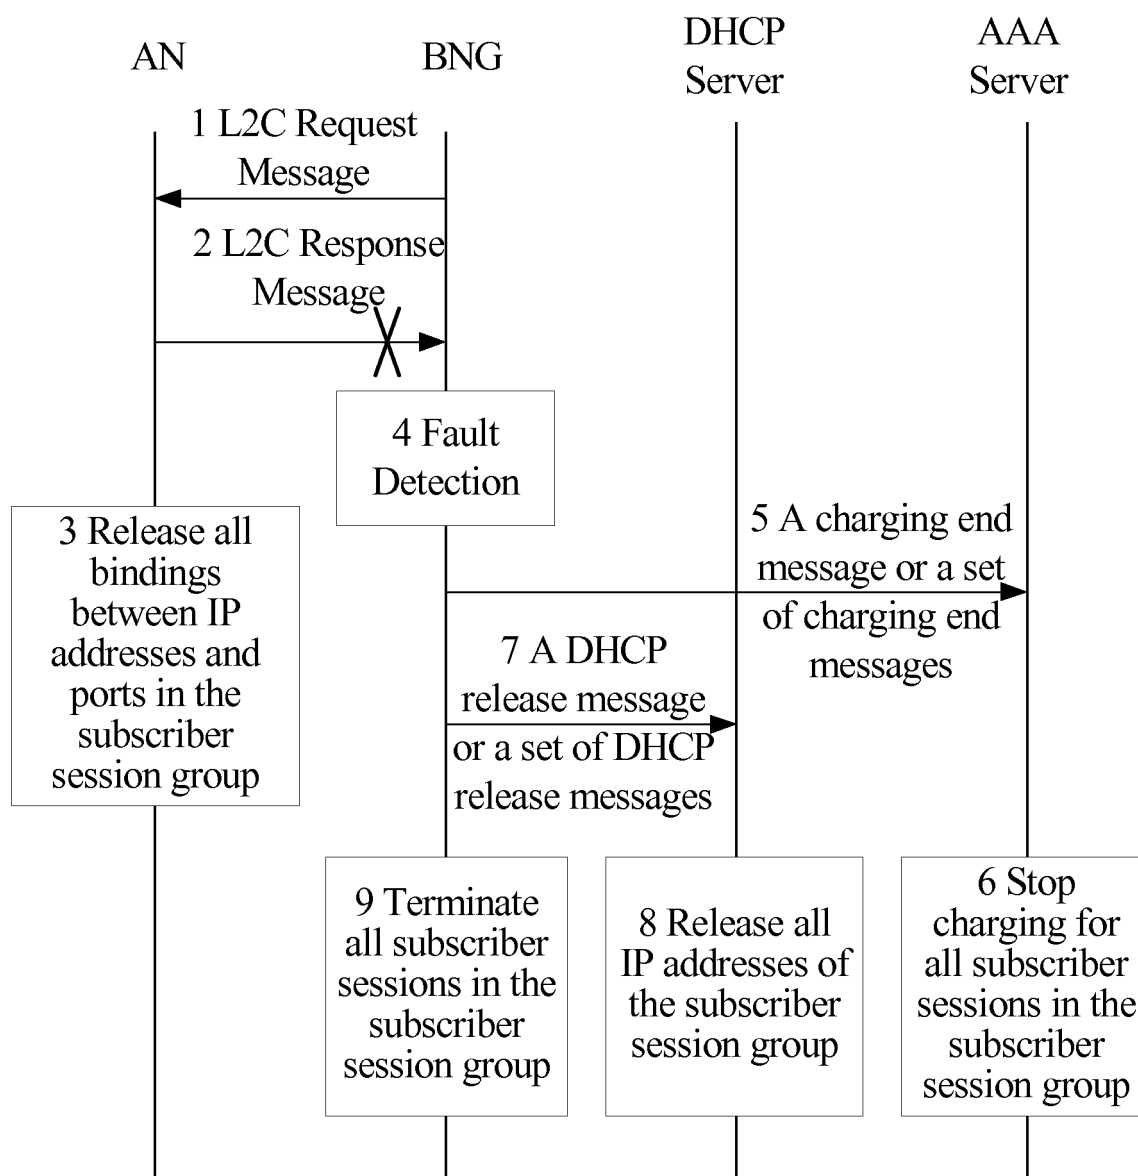 AN
BNG
DHCP
Server
AAA
Server
1 L2C Request
Message
2 L2C Response
Message
4 Fault
Detection
3 Release all
bindings
between IP
addresses and
ports in the
subscriber
session group
5 A charging end
message or a set
of charging end
messages
7 A DHCP
release message
or a set of DHCP
release messages
9 Terminate
all subscriber
sessions in the
subscriber
session group
8 Release all
IP addresses of
the subscriber
session group
6 Stop
charging for
all subscriber
sessions in the
subscriber
session group